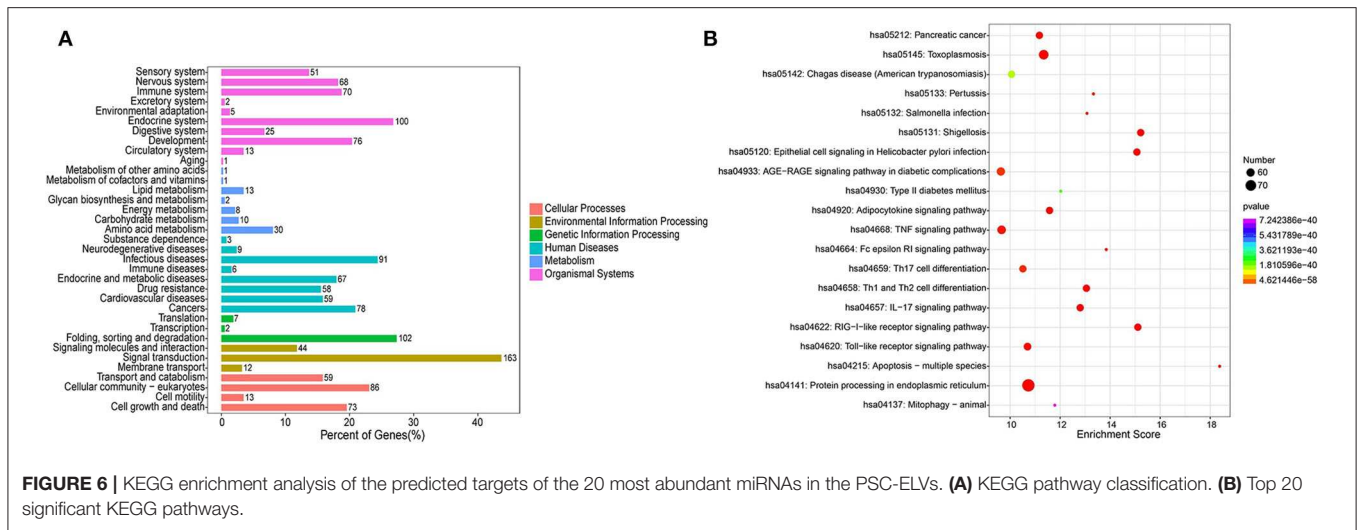 A
Sensory system 51
Nervous system 68
Immune system 70
Excretory system 2
Environmental adaptation 5
Endocrine system 100
Digestive system 25
Development 76
Circulatory system 13
Aging 1
Metabolism of other amino acids 1
Metabolism of cofactors and vitamins 1
Lipid metabolism 13
Glycan biosynthesis and metabolism 2
Energy metabolism 8
Carbohydrate metabolism 10
Amino acid metabolism 30
Substance dependence 3
Neurodegenerative diseases 9
Infectious diseases 91
Immune diseases 6
Endocrine and metabolic diseases 67
Drug resistance 58
Cardiovascular diseases 59
Cancers 78
Translation 7
Transcription 2
Folding, sorting and degradation 102
Signaling molecules and interaction 44
Signal transduction 163
Membrane transport 12
Transport and catabolism 59
Cellular community − eukaryotes 86
Cell motility 13
Cell growth and death 73
0 10 20 30 40
Percent of Genes(%)
Cellular Processes
Environmental Information Processing
Genetic Information Processing
Human Diseases
Metabolism
Organismal Systems
B
hsa05212: Pancreatic cancer
hsa05145: Toxoplasmosis
hsa05142: Chagas disease (American trypanosomiasis)
hsa05133: Pertussis
hsa05132: Salmonella infection
hsa05131: Shigellosis
hsa05120: Epithelial cell signaling in Helicobacter pylori infection
hsa04933: AGE−RAGE signaling pathway in diabetic complications
hsa04930: Type II diabetes mellitus
hsa04920: Adipocytokine signaling pathway
hsa04668: TNF signaling pathway
hsa04664: Fc epsilon RI signaling pathway
hsa04659: Th17 cell differentiation
hsa04658: Th1 and Th2 cell differentiation
hsa04657: IL−17 signaling pathway
hsa04622: RIG−I−like receptor signaling pathway
hsa04620: Toll−like receptor signaling pathway
hsa04215: Apoptosis − multiple species
hsa04141: Protein processing in endoplasmic reticulum
hsa04137: Mitophagy − animal
10 12 14 16 18
Enrichment Score
Number
60
70
pvalue
7.242386e−40
5.431789e−40
3.621193e−40
1.810596e−40
4.621446e−58
FIGURE 6 | KEGG enrichment analysis of the predicted targets of the 20 most abundant miRNAs in the PSC-ELVs. (A) KEGG pathway classification. (B) Top 20
significant KEGG pathways.